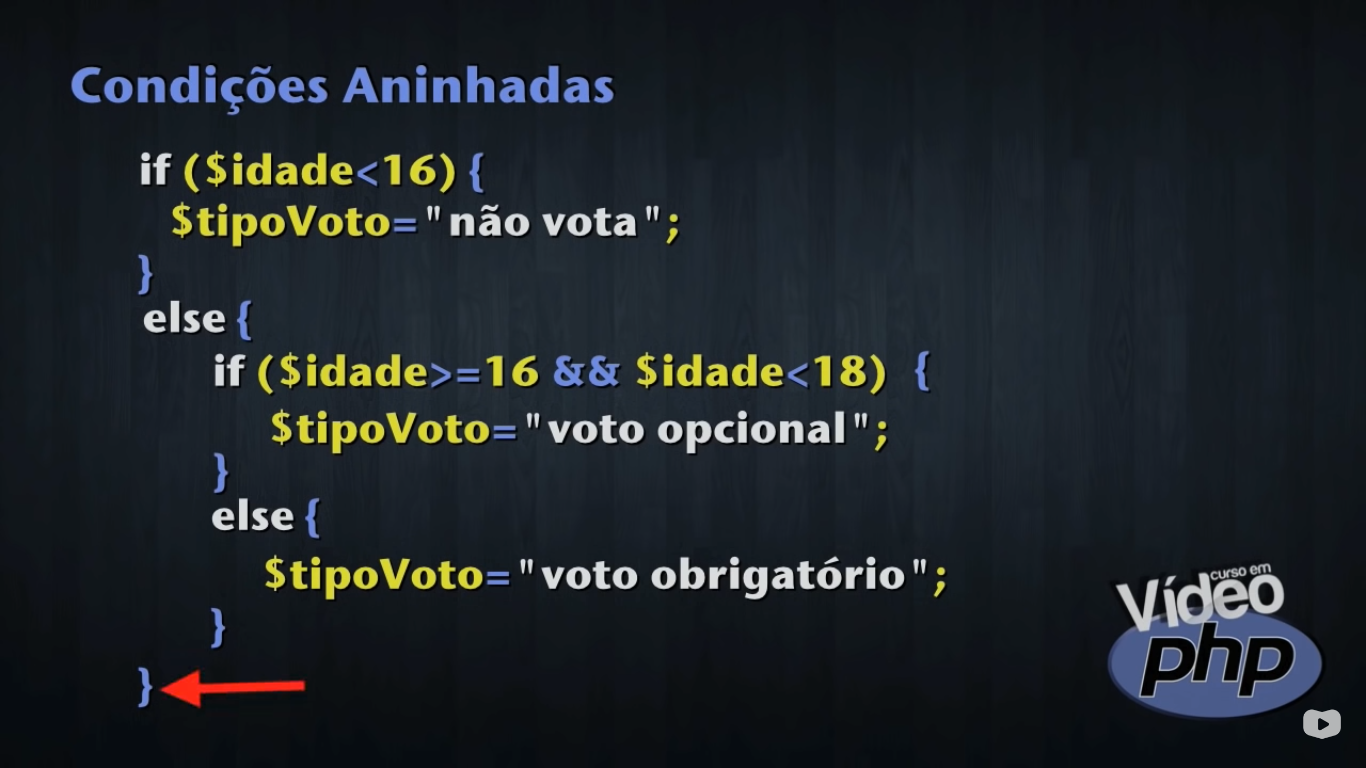 Condições Aninhadas
if ($idade<16) {
$tipoVoto="não vota";
}
else {
if ($idade>=16 && $idade<18) {
$tipoVoto="voto opcional";
}
else {
$tipoVoto="voto obrigatório";
}
}
curso em
Vídeo
php